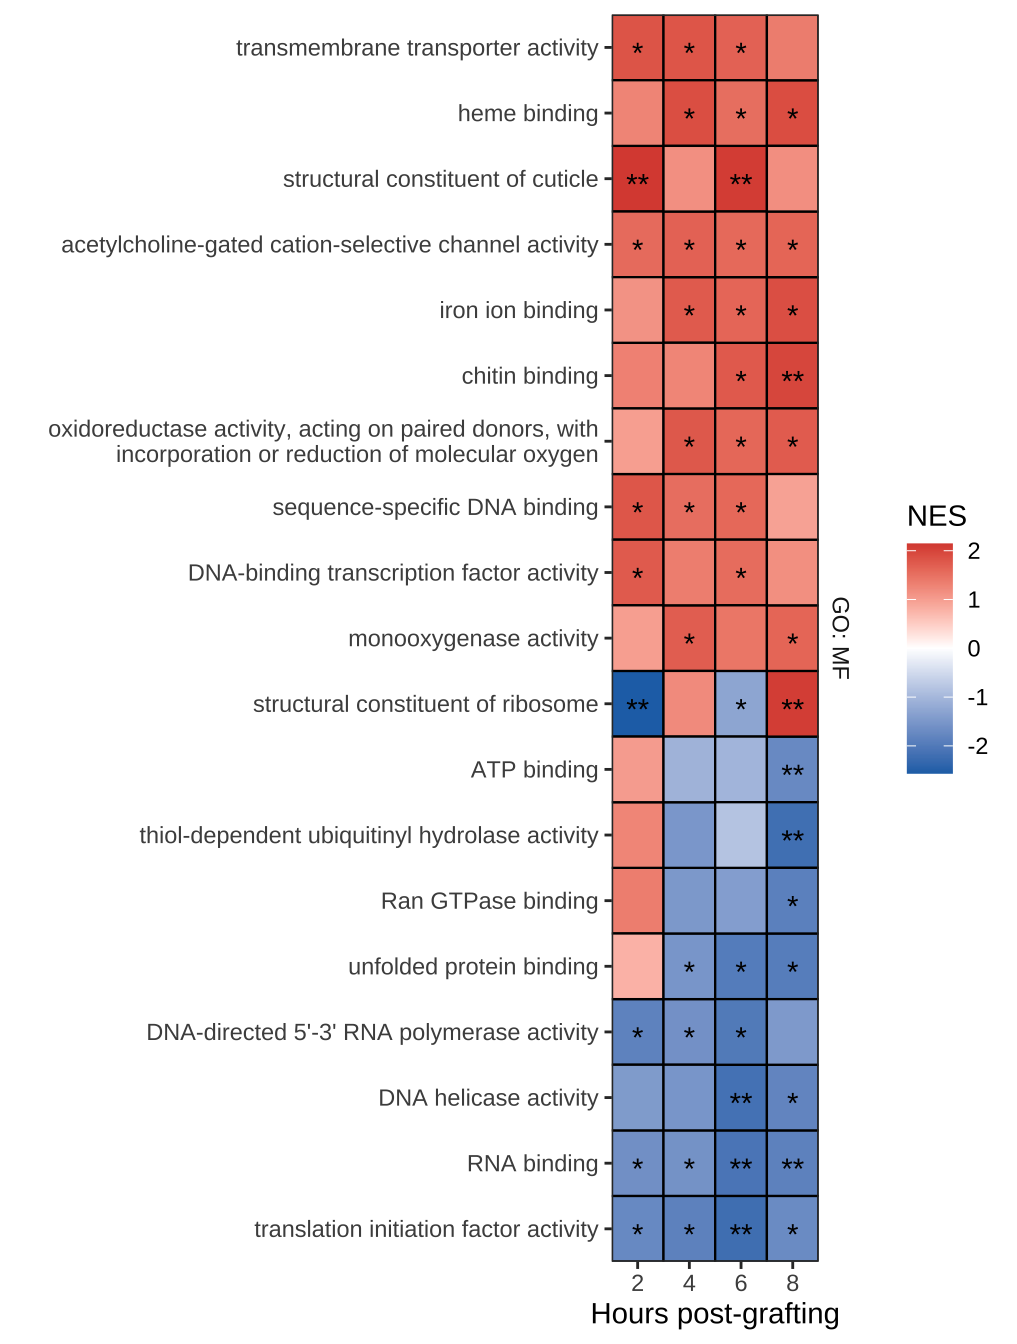 transmembrane transporter activity * * *
heme binding * * *
structural constituent of cuticle ** **
acetylcholine-gated cation-selective channel activity * * * *
iron ion binding * * *
chitin binding * **
oxidoreductase activity, acting on paired donors, with
incorporation or reduction of molecular oxygen * * *
sequence-specific DNA binding * * *
DNA-binding transcription factor activity * *
monooxygenase activity * *
structural constituent of ribosome ** * **
ATP binding **
thiol-dependent ubiquitinyl hydrolase activity **
Ran GTPase binding *
unfolded protein binding * * *
DNA-directed 5'-3' RNA polymerase activity * * *
DNA helicase activity ** *
RNA binding * * ** **
translation initiation factor activity * * ** *
2 4 6 8
Hours post-grafting
GO: MF
NES
2
1
0
-1
-2